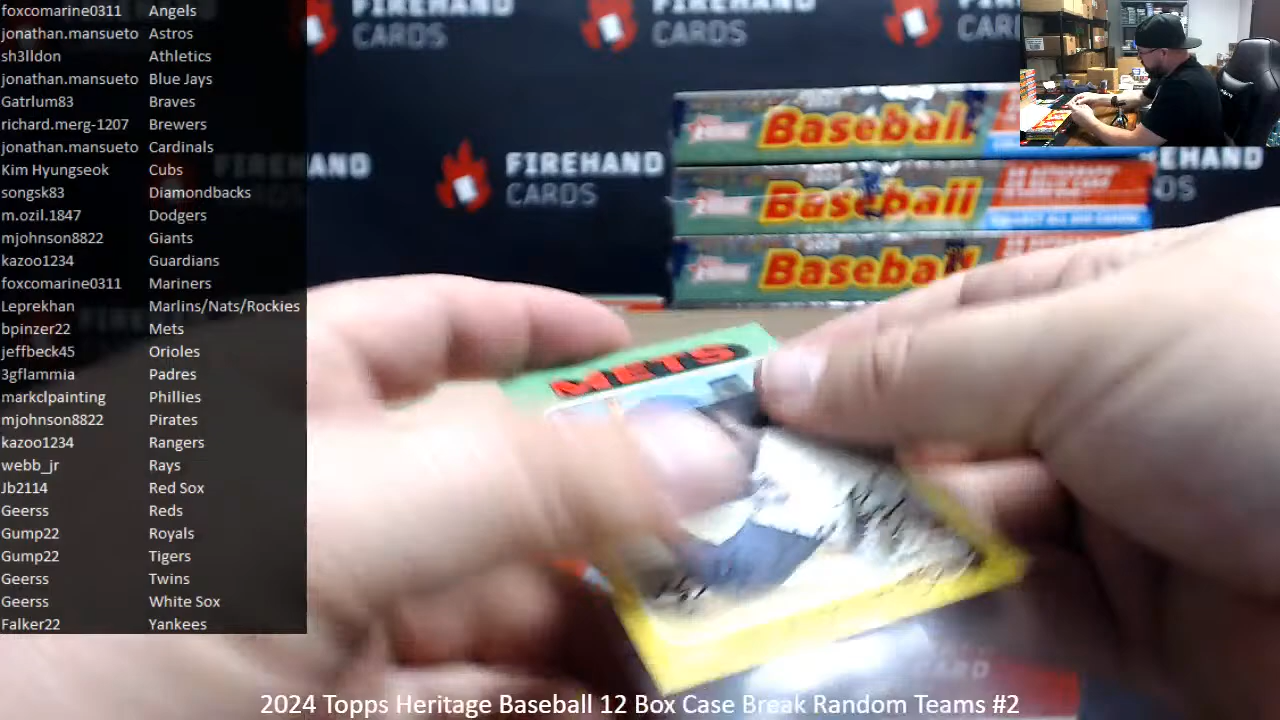 foxcomarine0311 Angels
jonathan.mansueto Astros
sh3lldon Athletics
jonathan.mansueto Blue Jays
Gatrlum83 Braves
richard.merg-1207 Brewers
jonathan.mansueto Cardinals
Kim Hyungseok Cubs
songsk83 Diamondbacks
m.ozil.1847 Dodgers
mjohnson8822 Giants
kazoo1234 Guardians
foxcomarine0311 Mariners
Leprekhan Marlins/Nats/Rockies
bpinzer22 Mets
jeffbeck45 Orioles
3gflammia Padres
markclpainting Phillies
mjohnson8822 Pirates
kazoo1234 Rangers
webb_jr Rays
Jb2114 Red Sox
Geerss Reds
Gump22 Royals
Gump22 Tigers
Geerss Twins
Geerss White Sox
Falker22 Yankees
FIREHAND
CARDS
FIREHAND
CARDS
FIREHAND
CARDS
Baseball
Baseball
Baseball
METS
2024 Topps Heritage Baseball 12 Box Case Break Random Teams #2